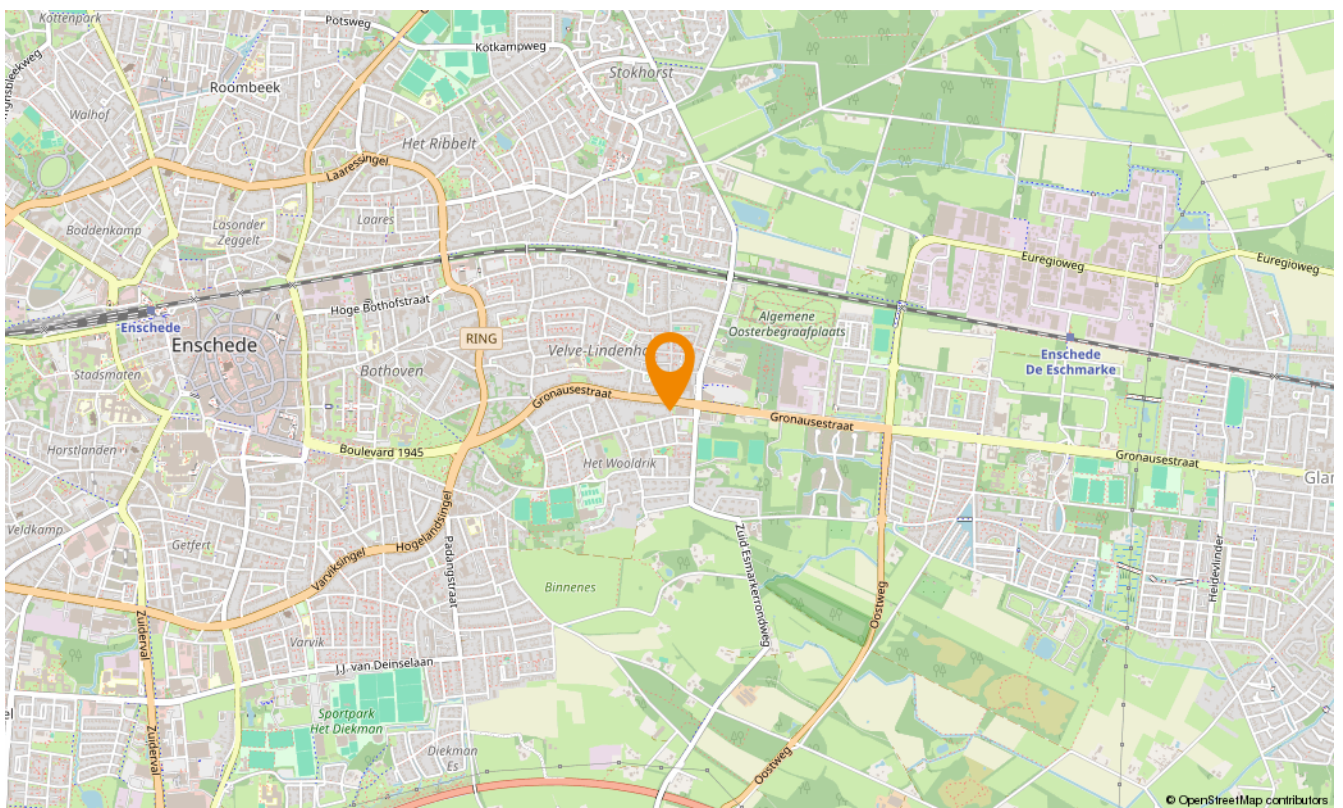 Kottenpark
Potsweg
Kotkampweg
Stokhorst
Roombeek
Walhof
Het Ribbelt
Laaressingel
Lasonder
Zeggelt
Laares
Boddenkamp
Euregioweg
Euregioweg
Hoge Bothofstraat
Algemene
Oosterbegraafplaats
Enschede
Enschede
RING
Velve-Lindenho
Enschede
De Eschmarke
Stadsmaten
Bothoven
Gronausestraat
Gronausestraat
Gronausestraat
Horstlanden
Boulevard 1945
Het Wooldrik
Glan
Veldkamp
Getfert
Hogelandsingel
Varviksingel
Padangstraat
Zuid Esmarkerrondweg
Binnenes
Oostweg
Heldevlinder
Zuiderval
Varvik
J.J. van Deinselaan
Sportpark
Het Diekman
Zuiderval
Diekman
Es
Oostweg
© OpenStreetMap contributors